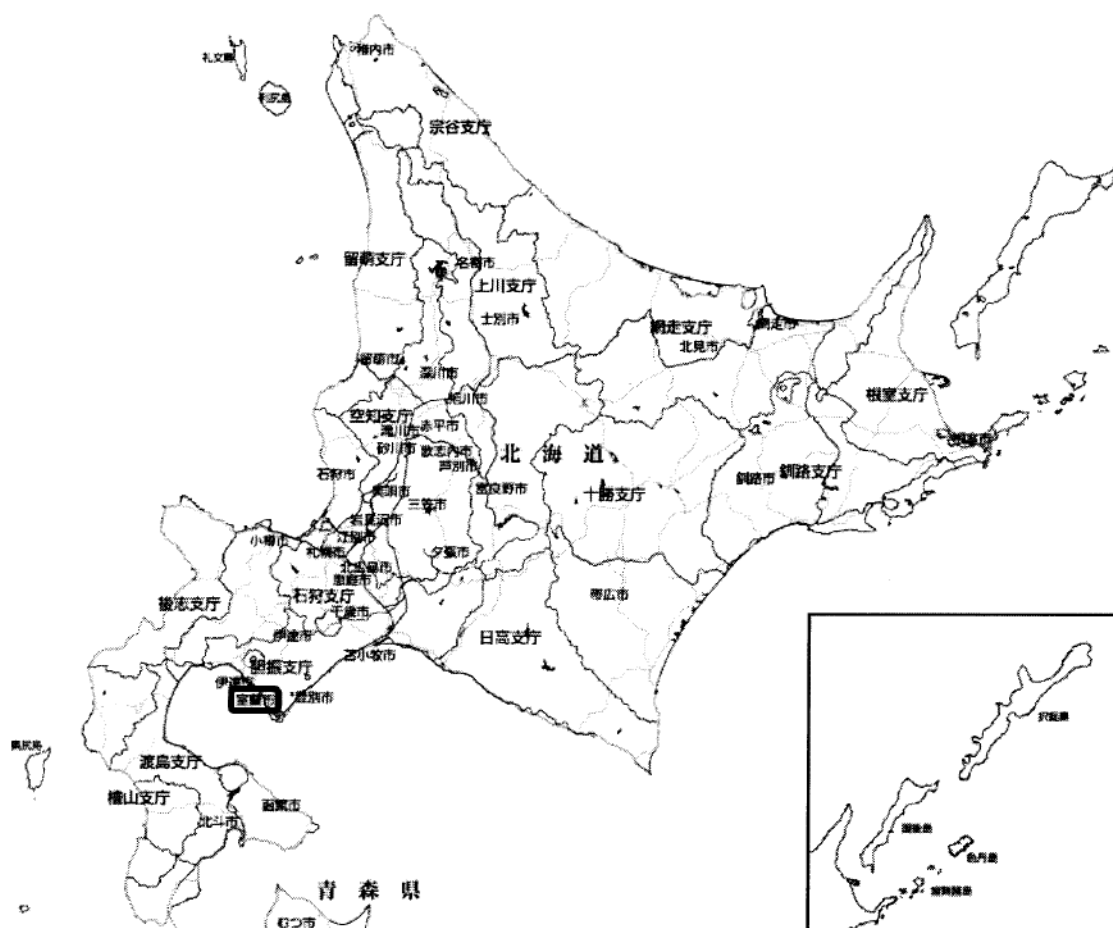 稚内市
礼文島
利尻島
宗谷支庁
留萌支庁
名寄市
上川支庁
士別市
網走支庁
網走市
北見市
留萌市
深川市
旭川市
根室支庁
根室市
空知支庁
滝川市
赤平市
砂川市
歌志内市
芦別市
北海道
石狩市
富良野市
釧路市
釧路支庁
十勝支庁
美唄市
三笠市
岩見沢市
小樽市
江別市
札幌市
夕張市
北広島市
恵庭市
石狩支庁
後志支庁
千歳市
帯広市
伊達市
日高支庁
苫小牧市
胆振支庁
伊達市
室蘭市
登別市
奥尻島
渡島支庁
檜山支庁
函館市
北斗市
青森県
むつ市
択捉島
国後島
色丹島
歯舞諸島